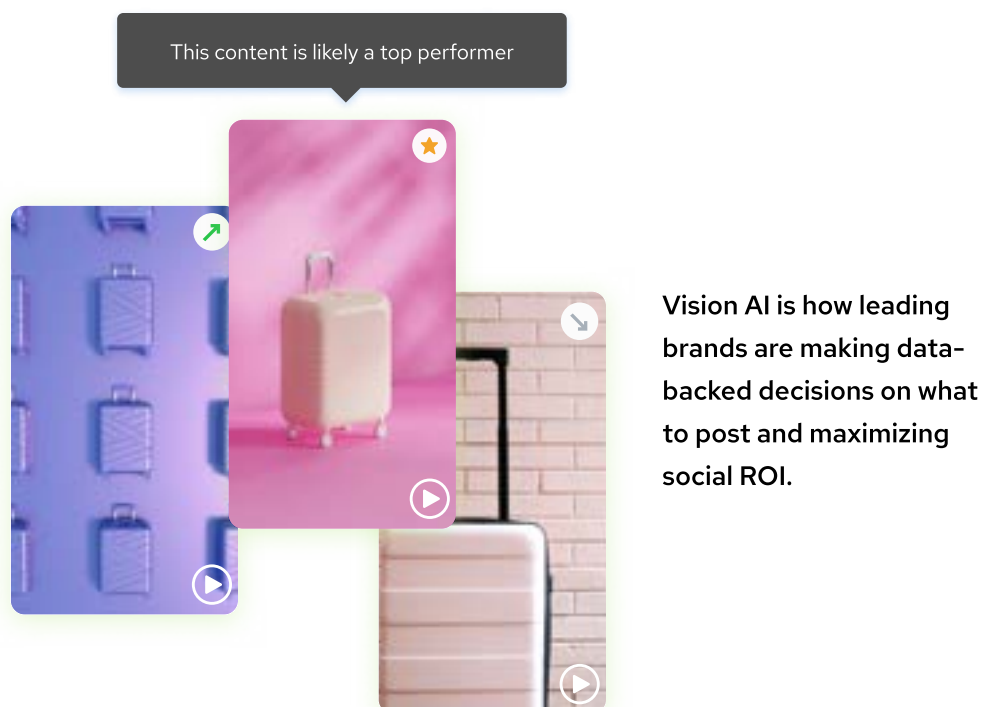 This content is likely a top performer
Vision AI is how leading
brands are making data-
backed decisions on what
to post and maximizing
social ROI.